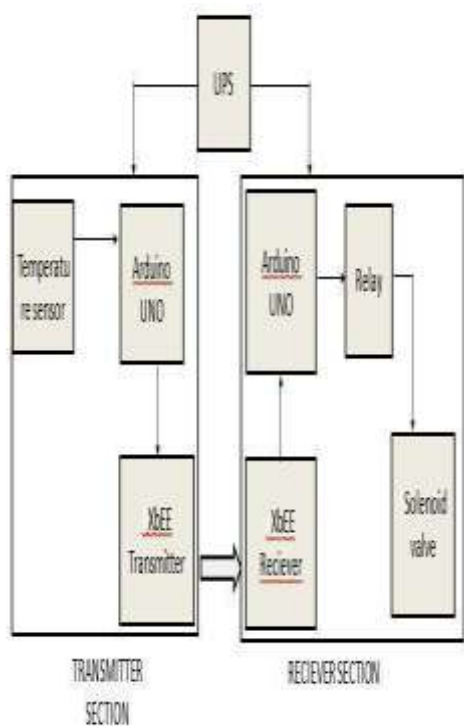 UPS
Temperatu
re sensor
Arduino
UNO
XbEE
Transmitter
Arduino
UNO
Relay
XbEE
Reciever
Solenoid
valve
TRANSMITTER
SECTION
RECIEVER SECTION